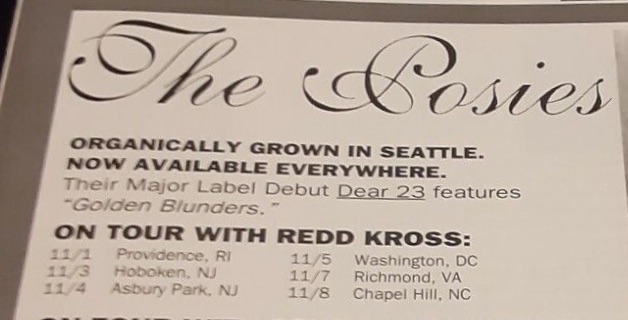 The Posies
ORGANICALLY GROWN IN SEATTLE.
NOW AVAILABLE EVERYWHERE.
Their Major Label Debut Dear 23 features
"Golden Blunders."
ON TOUR WITH REDD KROSS:
11/1 Providence, RI 11/5 Washington, DC
11/3 Hoboken, NJ 11/7 Richmond, VA
11/4 Asbury Park, NJ 11/8 Chapel Hill, NC